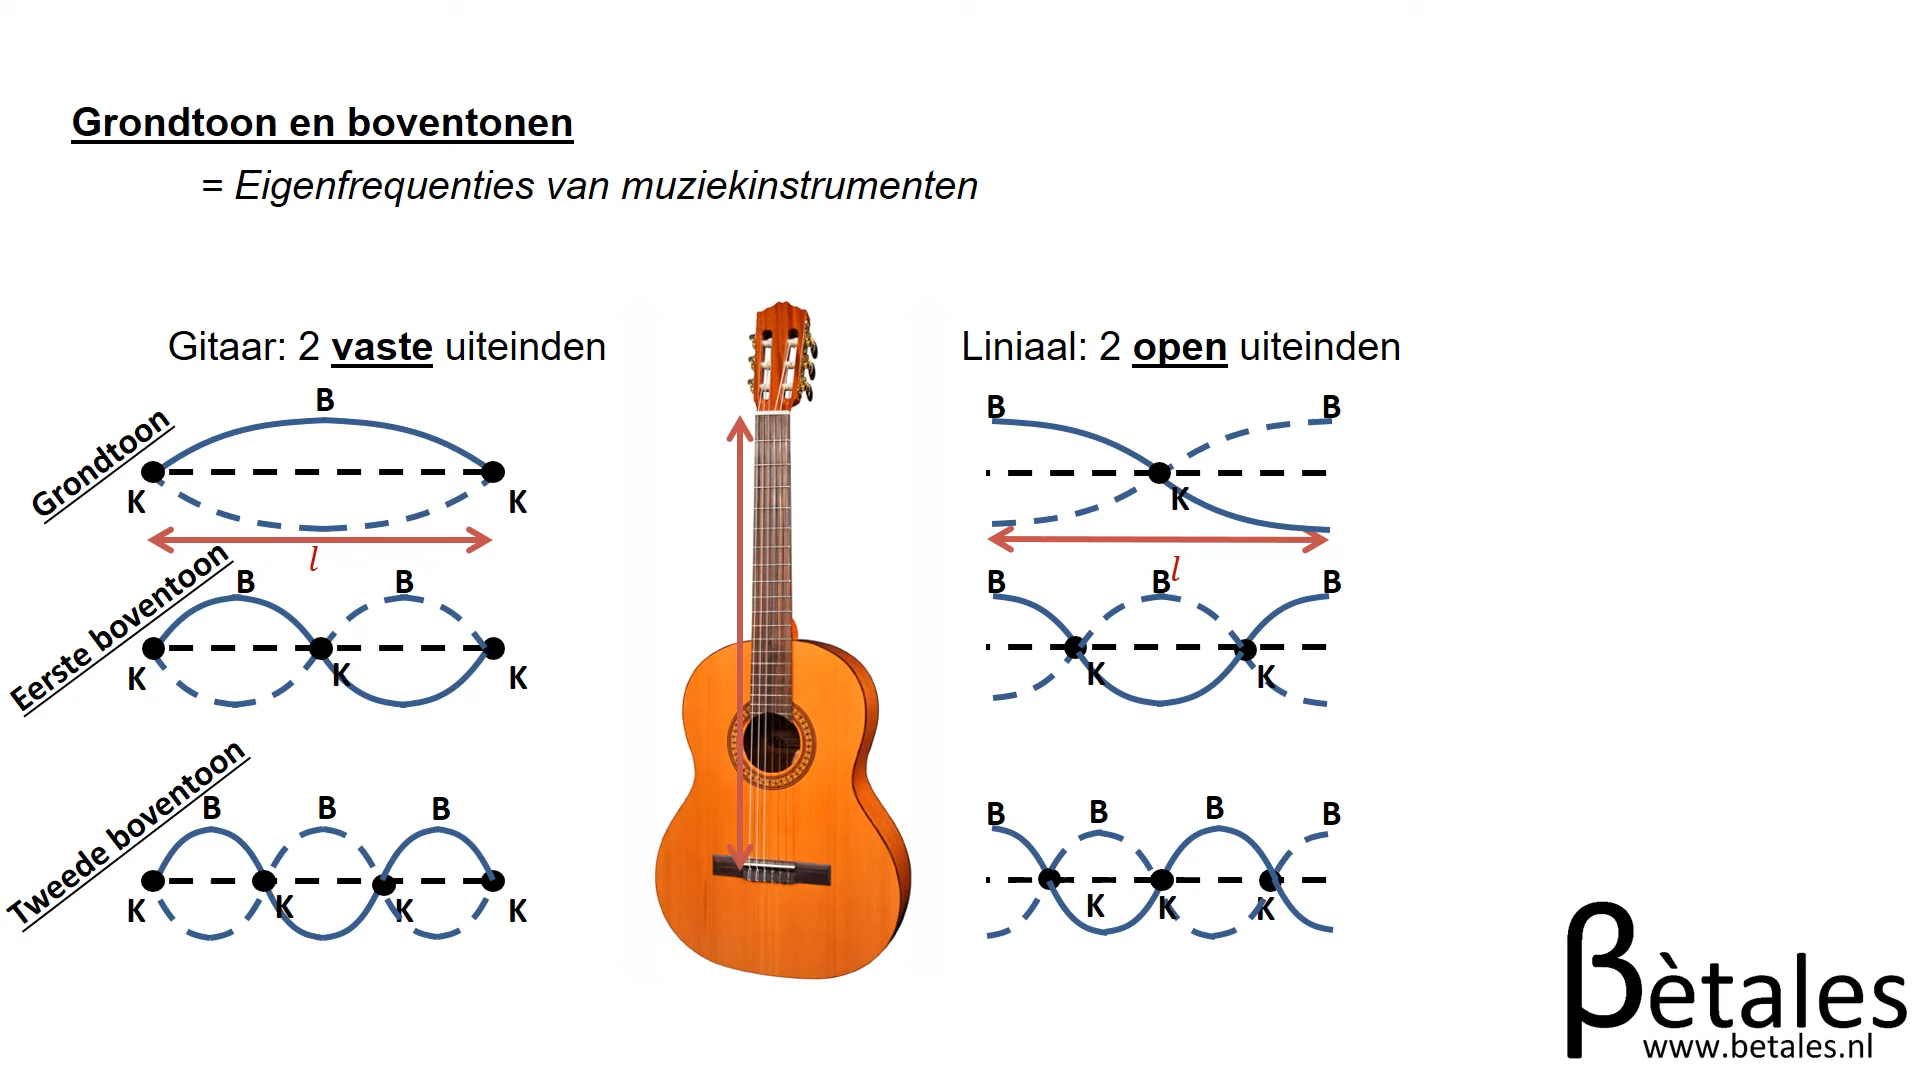 Grondtoon en boventonen
= Eigenfrequenties van muziekinstrumenten
Gitaar: 2 vaste uiteinden
Liniaal: 2 open uiteinden
Grondtoon
B
K
K
l
B
B
K
l
Eerste boventoon
B
B
K
K
K
B
B
B
K
K
Tweede boventoon
B
B
B
K
K
K
K
B
B
B
B
K
K
K
βètales
www.betales.nl